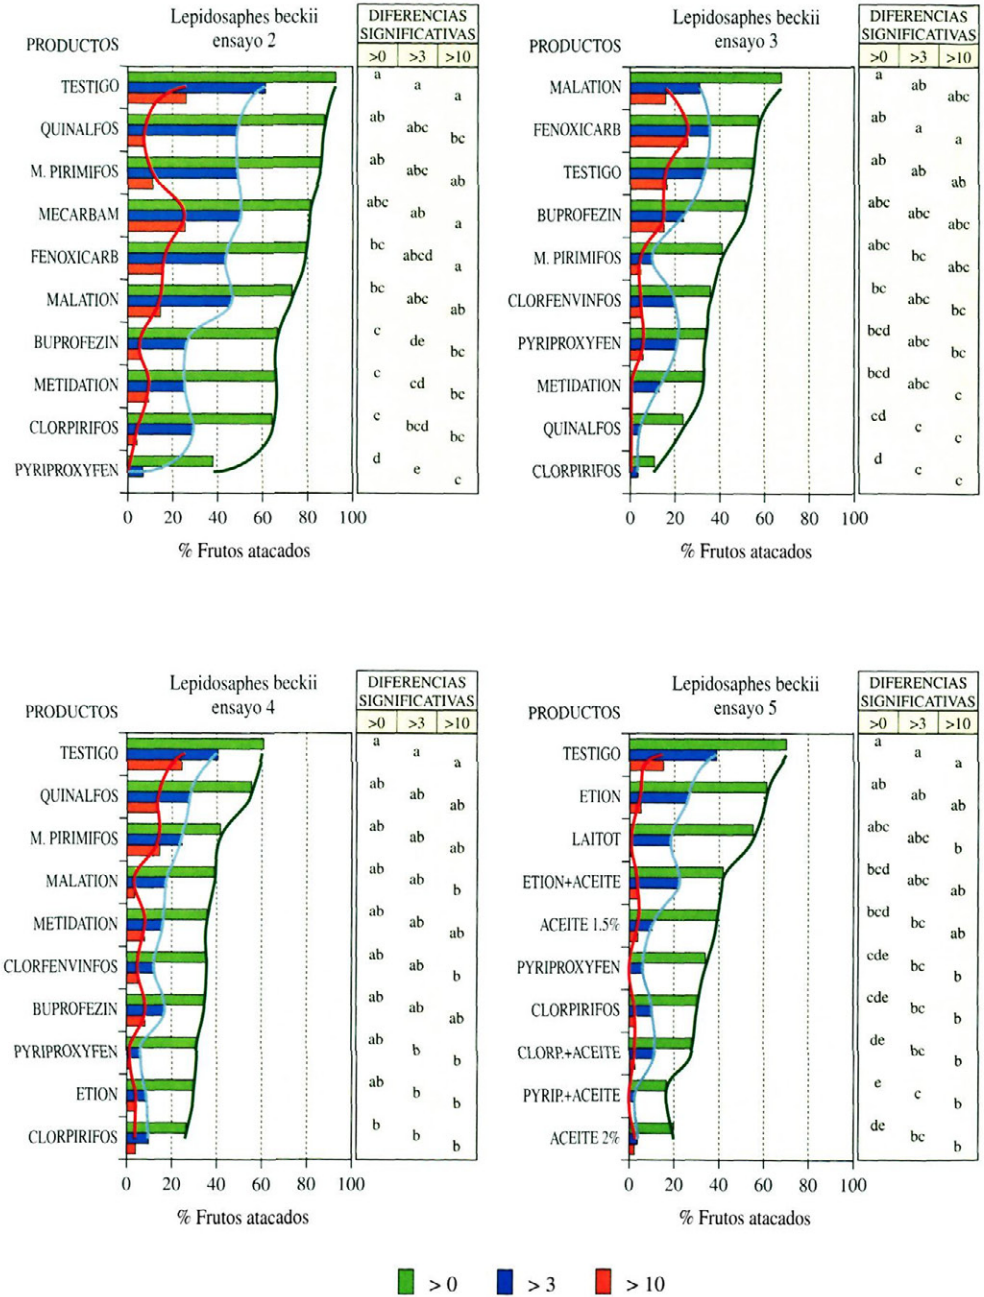 Lepidosaphes beckii
ensayo 2
PRODUCTOS
DIFERENCIAS
SIGNIFICATIVAS
>0 >3 >10
TESTIGO a a a
QUINALFOS ab abc bc
M. PIRIMIFOS ab abc ab
MECARBAM abc ab a
FENOXICARB bc abcd a
MALATION bc abc ab
BUPROFEZIN c de bc
METIDATION c cd bc
CLORPIRIFOS c bcd bc
PYRIPROXYFEN d e c
0 20 40 60 80 100
% Frutos atacados
Lepidosaphes beckii
ensayo 3
PRODUCTOS
DIFERENCIAS
SIGNIFICATIVAS
>0 >3 >10
MALATION a ab abc
FENOXICARB ab a a
TESTIGO ab ab ab
BUPROFEZIN abc abc abc
M. PIRIMIFOS abc bc abc
CLORFENVINFOS bc abc bc
PYRIPROXYFEN bcd abc bc
METIDATION bcd abc c
QUINALFOS cd c c
CLORPIRIFOS d c c
0 20 40 60 80 100
% Frutos atacados
Lepidosaphes beckii
ensayo 4
PRODUCTOS
DIFERENCIAS
SIGNIFICATIVAS
>0 >3 >10
TESTIGO a a a
QUINALFOS ab ab ab
M. PIRIMIFOS ab ab ab
MALATION ab ab b
METIDATION ab ab ab
CLORFENVINFOS ab ab b
BUPROFEZIN ab ab ab
PYRIPROXYFEN ab b b
ETION ab b b
CLORPIRIFOS b b b
0 20 40 60 80 100
% Frutos atacados
Lepidosaphes beckii
ensayo 5
PRODUCTOS
DIFERENCIAS
SIGNIFICATIVAS
>0 >3 >10
TESTIGO a a a
ETION ab ab ab
LAITOT abc abc b
ETION+ACEITE bcd abc ab
ACEITE 1.5% bcd bc ab
PYRIPROXYFEN cde bc b
CLORPIRIFOS cde bc b
CLORP.+ACEITE de bc b
PYRIP.+ACEITE e c b
ACEITE 2% de bc b
0 20 40 60 80 100
% Frutos atacados
> 0 > 3 > 10